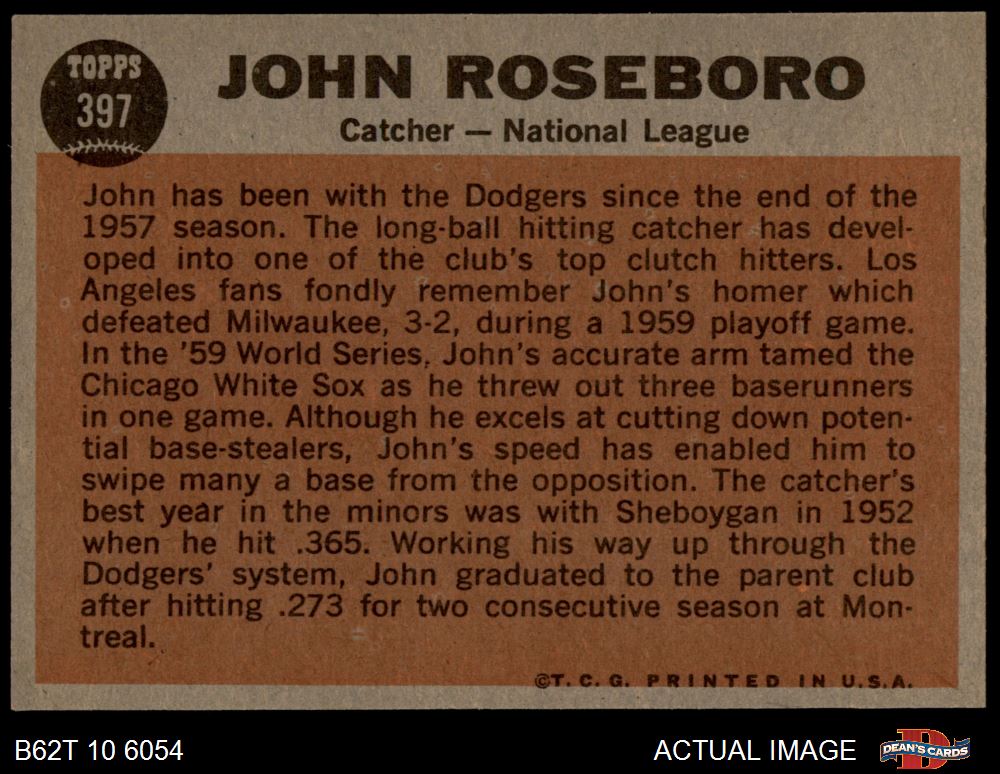 TOPPS
397
JOHN ROSEBORO
Catcher — National League
John has been with the Dodgers since the end of the
1957 season. The long-ball hitting catcher has devel-
oped into one of the club's top clutch hitters. Los
Angeles fans fondly remember John's homer which
defeated Milwaukee, 3-2, during a 1959 playoff game.
In the '59 World Series, John's accurate arm tamed the
Chicago White Sox as he threw out three baserunners
in one game. Although he excels at cutting down poten-
tial base-stealers, John's speed has enabled him to
swipe many a base from the opposition. The catcher's
best year in the minors was with Sheboygan in 1952
when he hit .365. Working his way up through the
Dodgers' system, John graduated to the parent club
after hitting .273 for two consecutive season at Mon-
treal.
©T. C. G. PRINTED IN U.S.A.
B62T 10 6054
ACTUAL IMAGE
DEAN'S CARDS